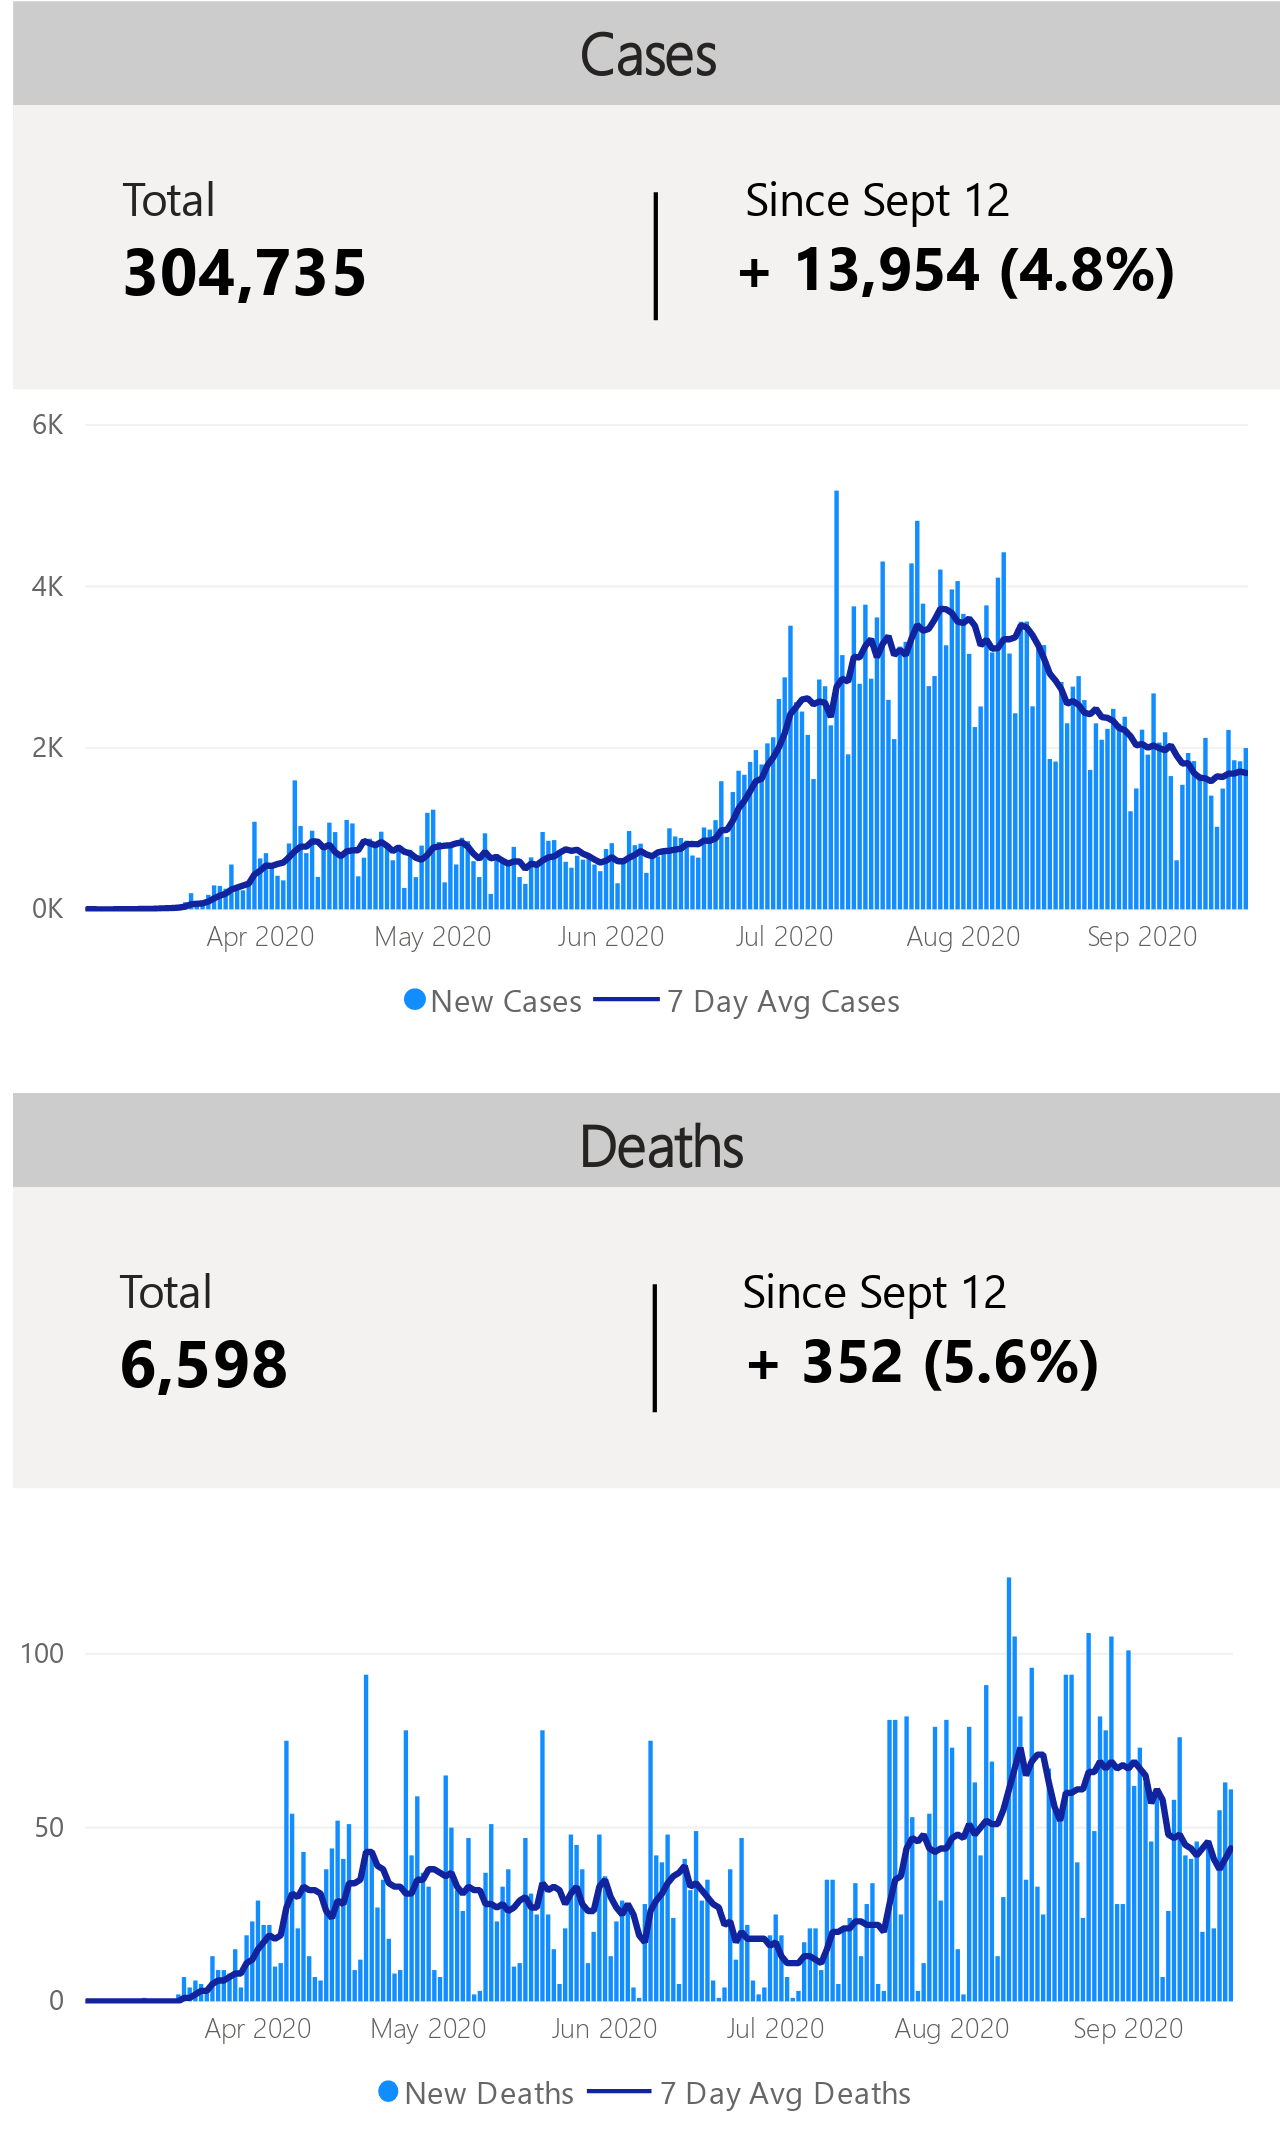 Cases
Total
Since Sept 12
304,735
+ 13,954 (4.8%)
6K
4K
2K
0K
Apr 2020
May 2020
Jun 2020
Jul 2020
Aug 2020
Sep 2020
New Cases
7 Day Avg Cases
Deaths
Total
Since Sept 12
6,598
+ 352 (5.6%)
100
50
0
Apr 2020
May 2020
Jun 2020
Jul 2020
Aug 2020
Sep 2020
New Deaths
7 Day Avg Deaths